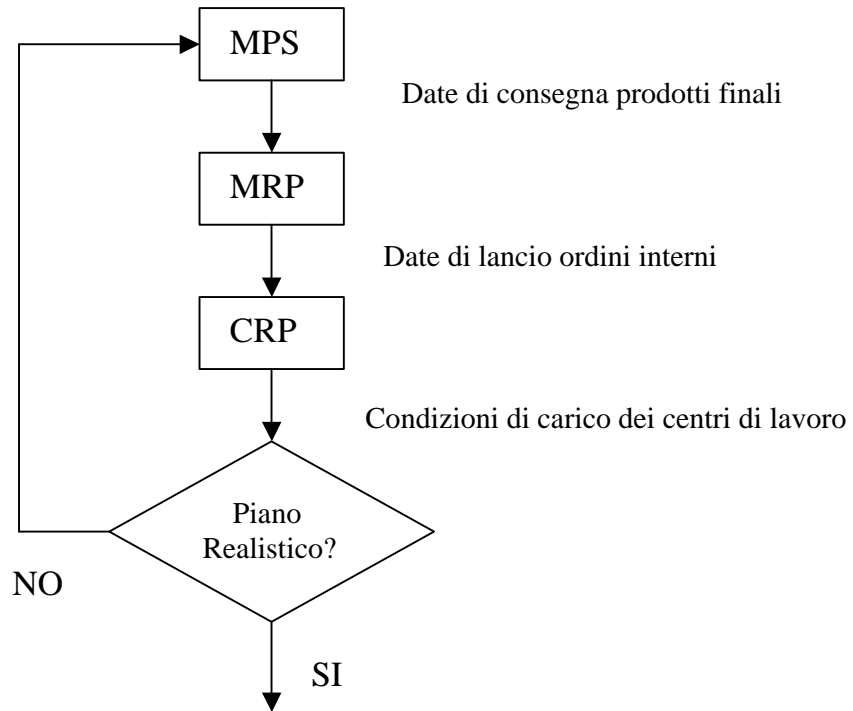 MPS
Date di consegna prodotti finali
MRP
Date di lancio ordini interni
CRP
Condizioni di carico dei centri di lavoro
Piano
Realistico?
NO
SI